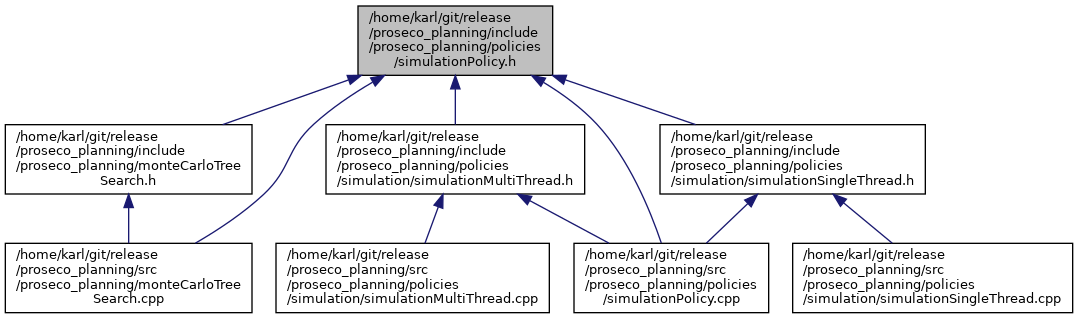 /home/karl/git/release
/proseco_planning/include
/proseco_planning/policies
/simulationPolicy.h
/home/karl/git/release
/proseco_planning/include
/proseco_planning/monteCarloTree
Search.h
/home/karl/git/release
/proseco_planning/include
/proseco_planning/policies
/simulation/simulationMultiThread.h
/home/karl/git/release
/proseco_planning/include
/proseco_planning/policies
/simulation/simulationSingleThread.h
/home/karl/git/release
/proseco_planning/src
/proseco_planning/monteCarloTree
Search.cpp
/home/karl/git/release
/proseco_planning/src
/proseco_planning/policies
/simulation/simulationMultiThread.cpp
/home/karl/git/release
/proseco_planning/src
/proseco_planning/policies
/simulationPolicy.cpp
/home/karl/git/release
/proseco_planning/src
/proseco_planning/policies
/simulation/simulationSingleThread.cpp